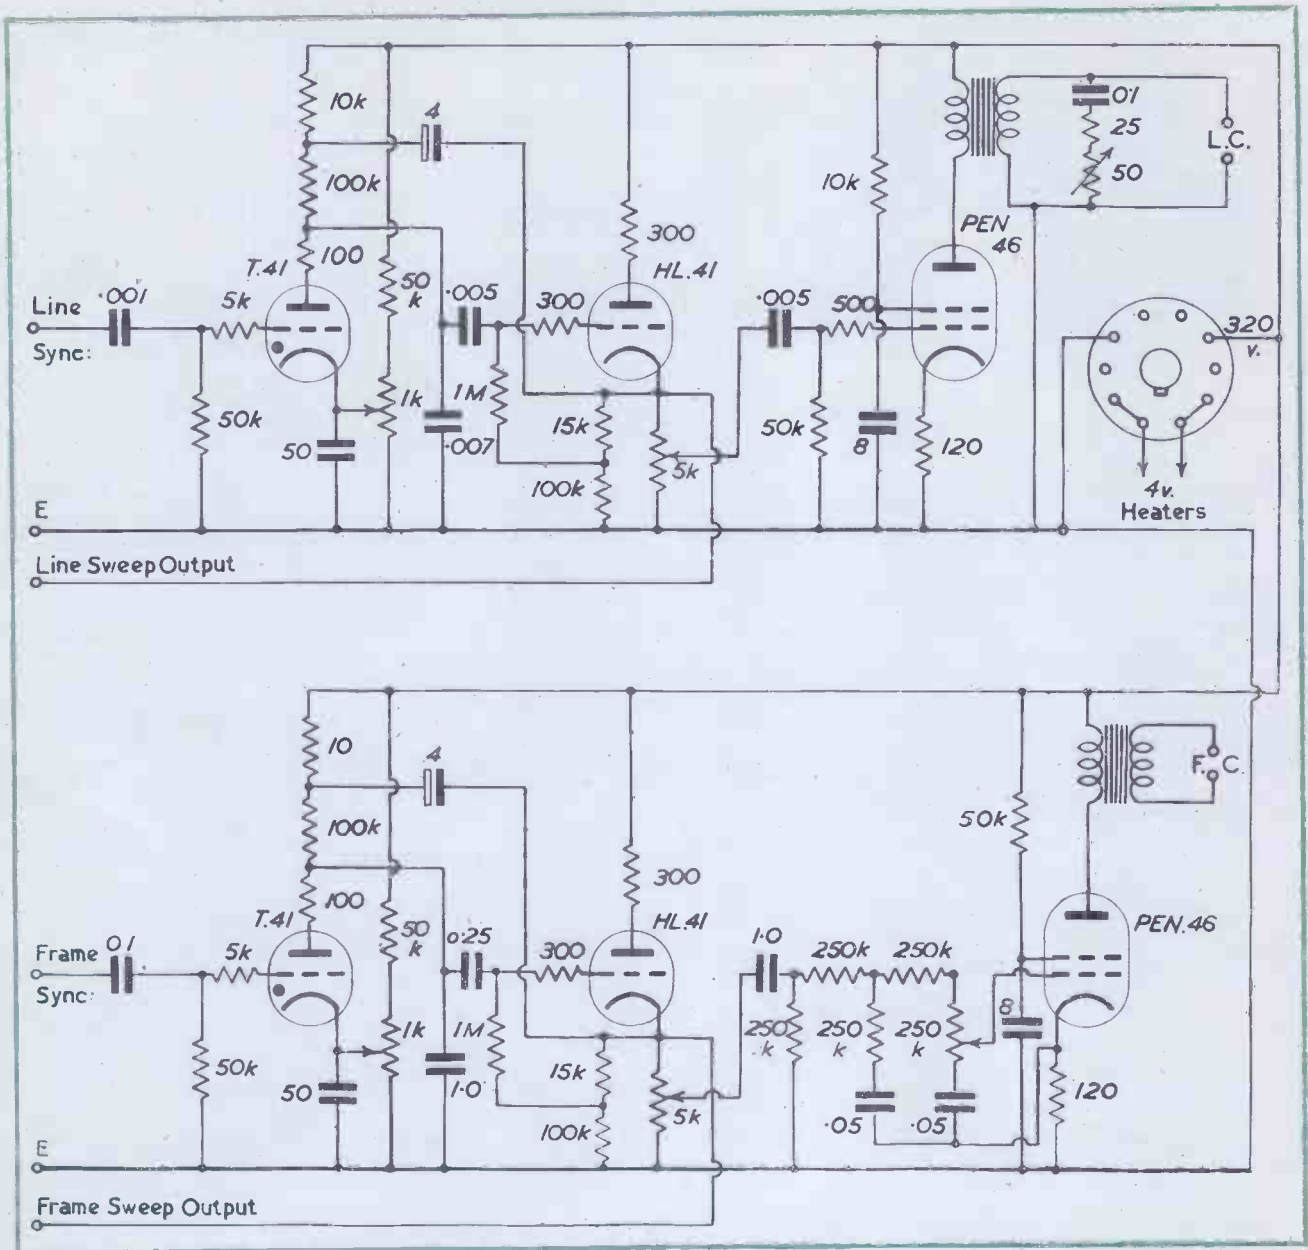 10k
4
0·1
25
50
L.C.
100k
10k
PEN
46
300
100
T.41
HL.41
50
k
·001
5k
·005
300
·005
500
320
v.
Line
Sync:
1M
1k
50k
15k
50k
8
120
50
·007
5k
100k
4v.
Heaters
E
Line Sweep Output
10
4
F. C.
100k
50k
300
100
T.41
HL.41
PEN.46
50
k
0·25
1·0
Frame
Sync:
01
5k
300
250k
250k
1k
1M
250
k
250
k
250
k
8
50k
50
1·0
15k
5k
120
100k
·05
·05
E
Frame Sweep Output